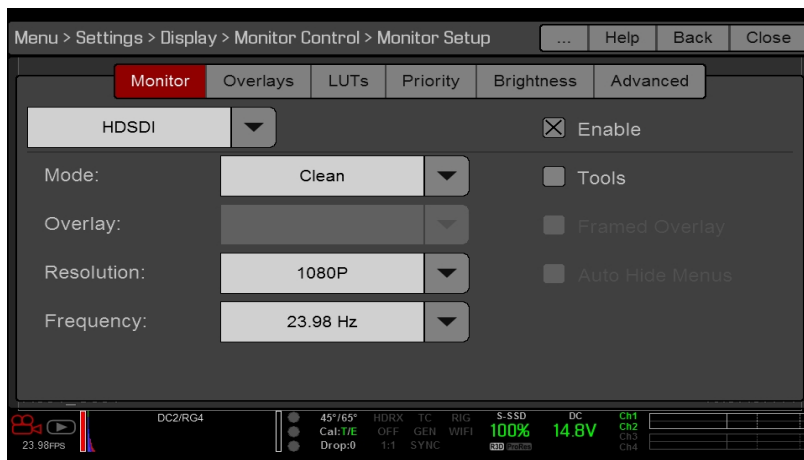 Menu > Settings > Display > Monitor Control > Monitor Setup ... Help Back Close
Monitor Overlays LUTs Priority Brightness Advanced
HDSDI Enable
Mode: Clean Tools
Overlay: Framed Overlay
Resolution: 1080P Auto Hide Menus
Frequency: 23.98 Hz
DC2/RG4 45°/65° HDRX TC RIG S-SSD DC Ch1
Cal:T/E OFF GEN WIFI 100% 14.8V Ch2
23.98FPS Drop:0 1:1 SYNC R3D ProRes Ch3
Ch4